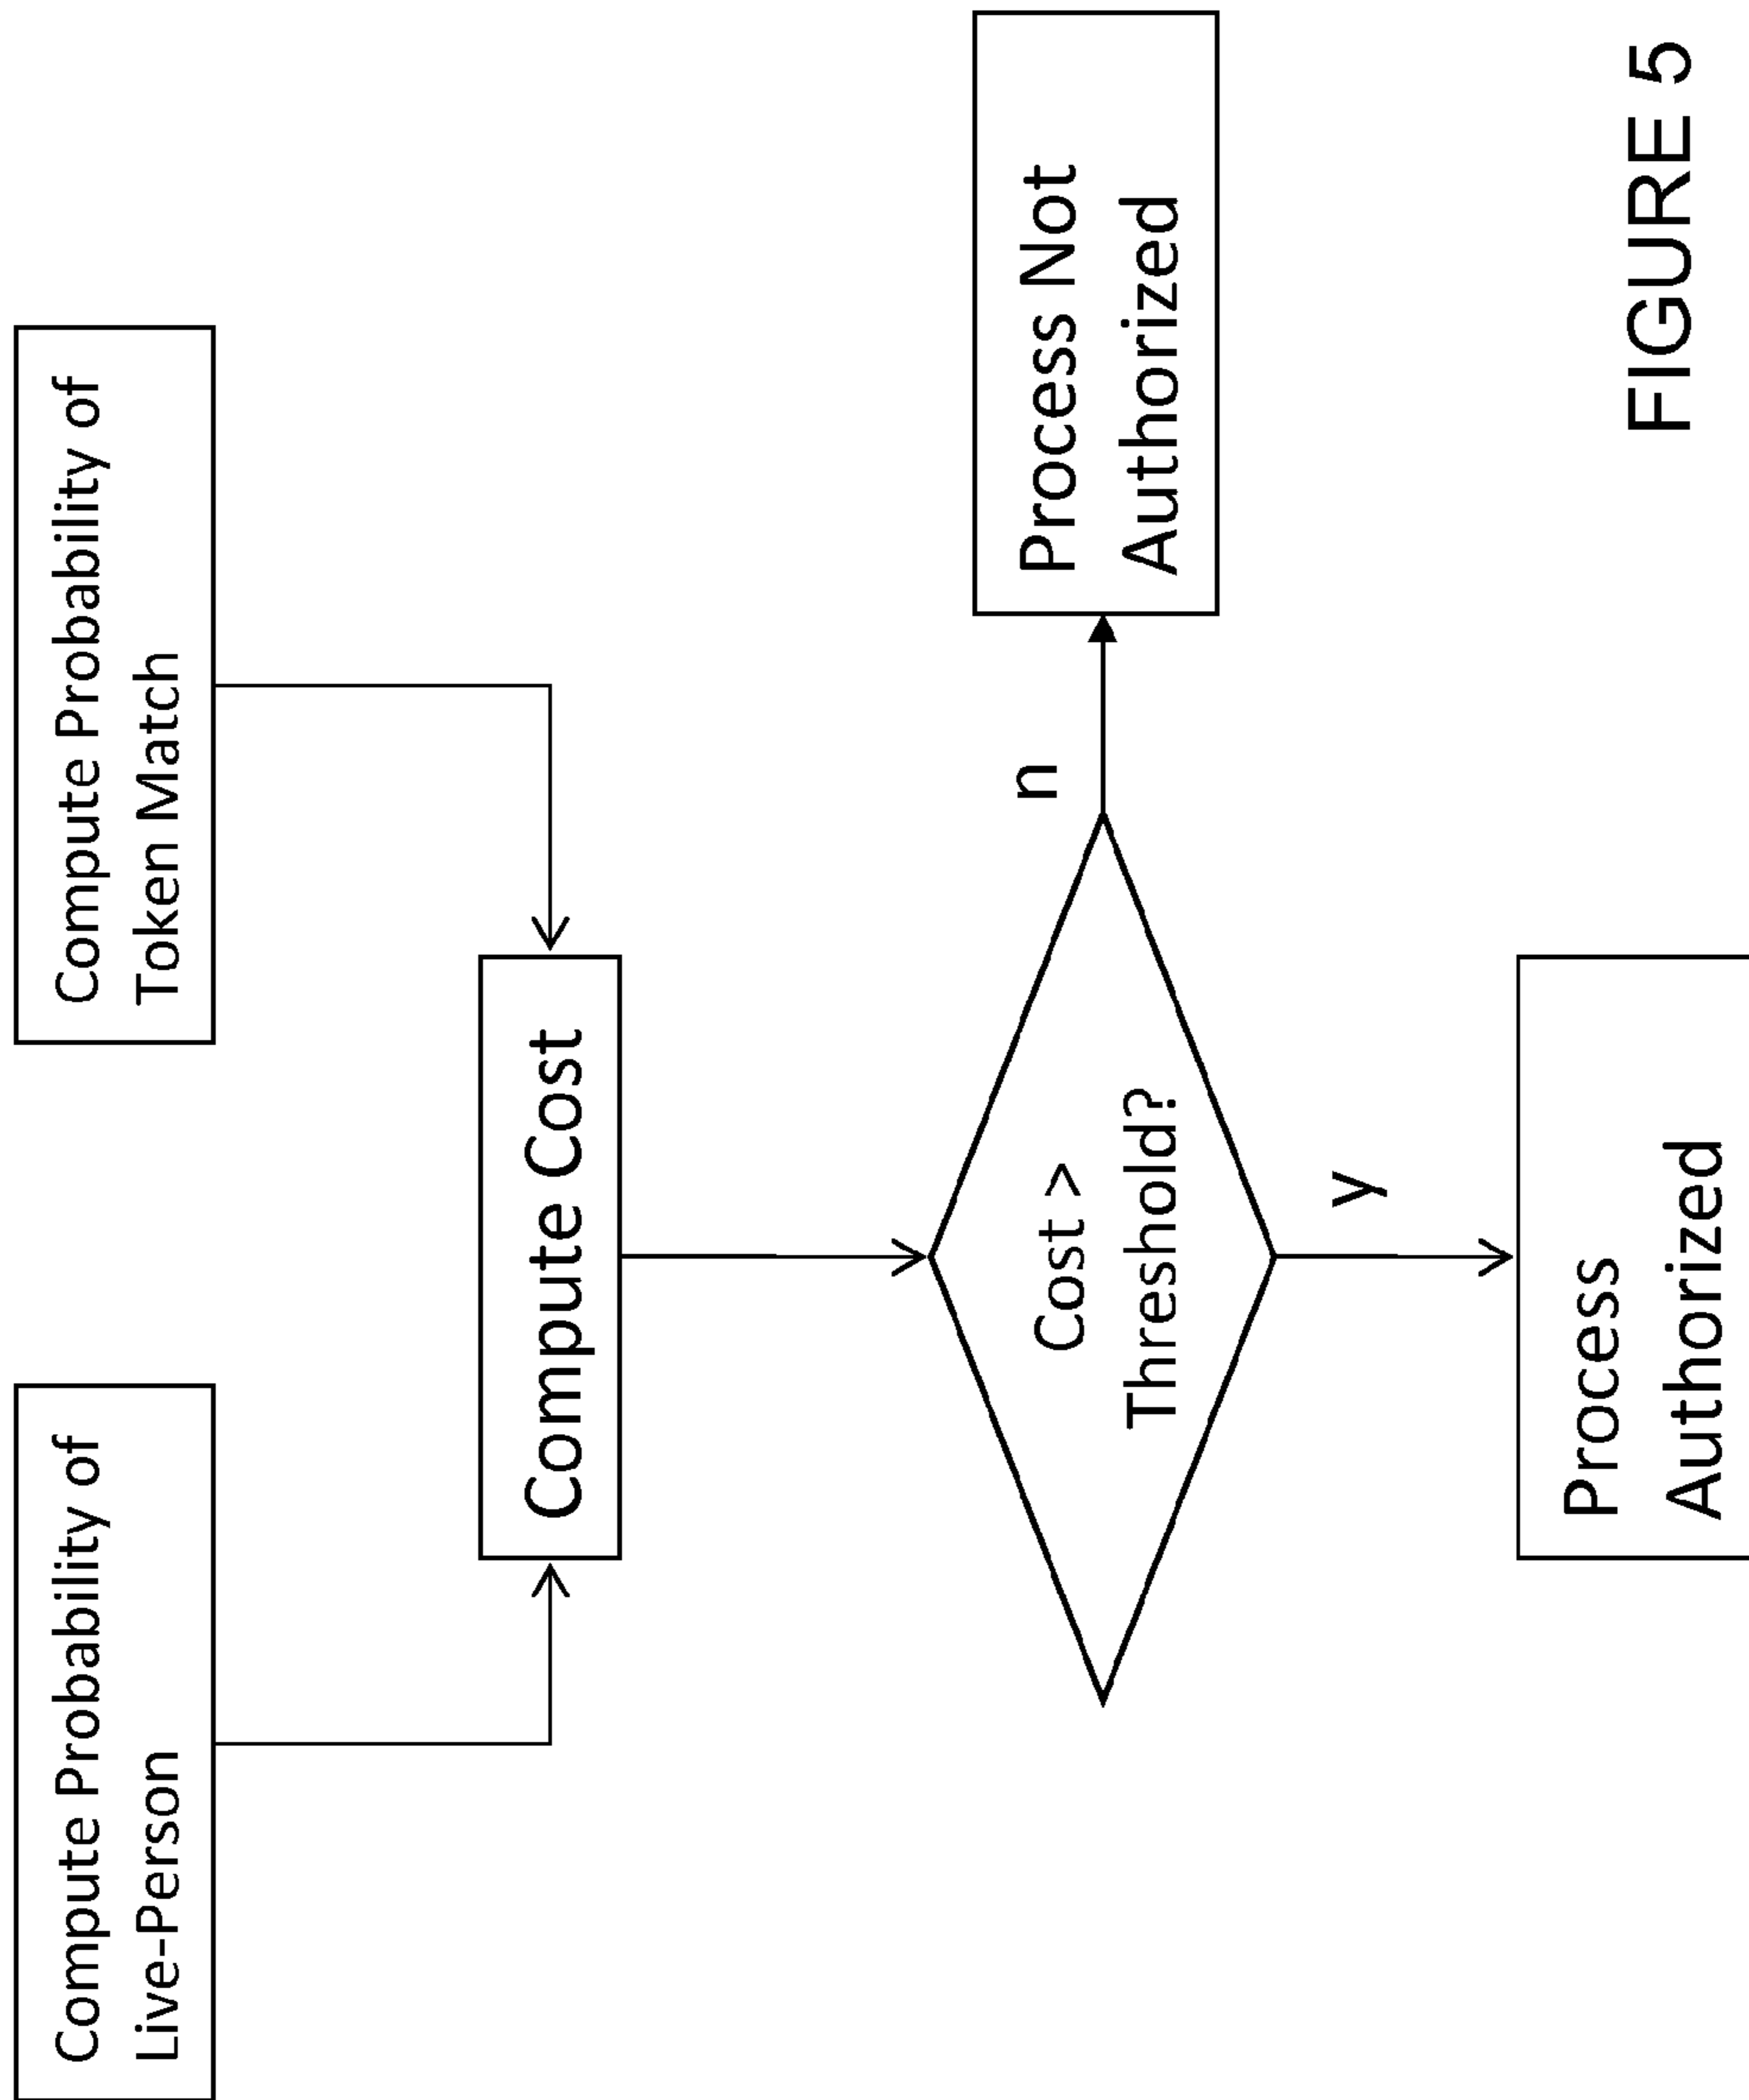 Compute Probability of
Live-Person
Compute Probability of
Token Match
Compute Cost
Cost >
Threshold?
n
Process Not
Authorized
y
Process
Authorized
FIGURE 5